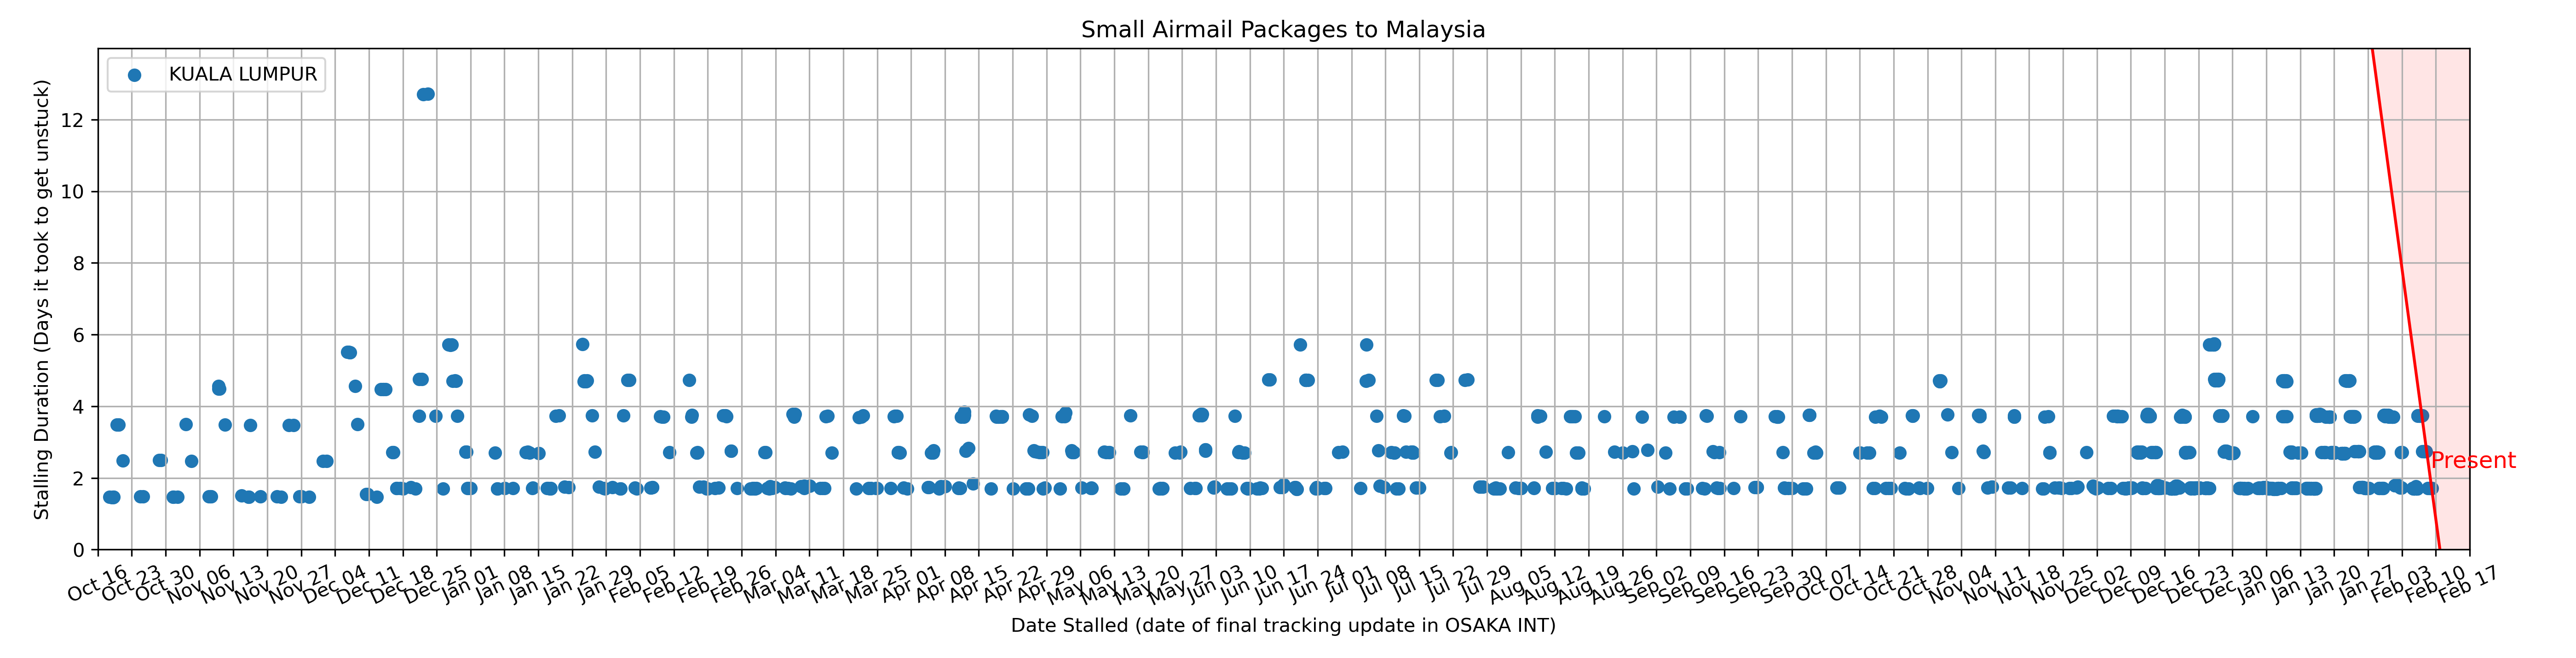 Small Airmail Packages to Malaysia
KUALA LUMPUR
Stalling Duration (Days it took to get unstuck)
12
10
8
6
4
2
0
Present
Oct 16
Oct 23
Oct 30
Nov 06
Nov 13
Nov 20
Nov 27
Dec 04
Dec 11
Dec 18
Dec 25
Jan 01
Jan 08
Jan 15
Jan 22
Jan 29
Feb 05
Feb 12
Feb 19
Feb 26
Mar 04
Mar 11
Mar 18
Mar 25
Apr 01
Apr 08
Apr 15
Apr 22
Apr 29
May 06
May 13
May 20
May 27
Jun 03
Jun 10
Jun 17
Jun 24
Jul 01
Jul 08
Jul 15
Jul 22
Jul 29
Aug 05
Aug 12
Aug 19
Aug 26
Sep 02
Sep 09
Sep 16
Sep 23
Sep 30
Oct 07
Oct 14
Oct 21
Oct 28
Nov 04
Nov 11
Nov 18
Nov 25
Dec 02
Dec 09
Dec 16
Dec 23
Dec 30
Jan 06
Jan 13
Jan 20
Jan 27
Feb 03
Feb 10
Feb 17
Date Stalled (date of final tracking update in OSAKA INT)